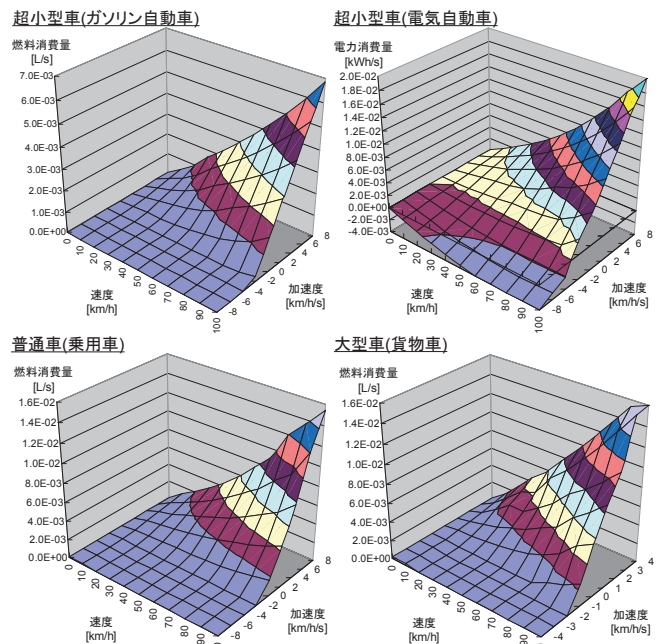 超小型車(ガソリン自動車)
燃料消費量
[L/s]
7.0E-03
6.0E-03
5.0E-03
4.0E-03
3.0E-03
2.0E-03
1.0E-03
0.0E+00
0
10
20
30
40
50
60
70
80
90
100
速度
[km/h]
-8
-6
-4
-2
0
2
4
6
8
加速度
[km/h/s]
超小型車(電気自動車)
電力消費量
[kWh/s]
2.0E-02
1.8E-02
1.6E-02
1.4E-02
1.2E-02
1.0E-02
8.0E-03
6.0E-03
4.0E-03
2.0E-03
0.0E+00
-2.0E-03
-4.0E-03
0
10
20
30
40
50
60
70
80
90
100
速度
[km/h]
-8
-6
-4
-2
0
2
4
6
8
加速度
[km/h/s]
普通車(乗用車)
燃料消費量
[L/s]
1.6E-02
1.4E-02
1.2E-02
1.0E-02
8.0E-03
6.0E-03
4.0E-03
2.0E-03
0.0E+00
0
10
20
30
40
50
60
70
80
90
速度
[km/h]
-8
-6
-4
-2
0
2
4
6
8
加速度
[km/h/s]
大型車(貨物車)
燃料消費量
[L/s]
1.6E-02
1.4E-02
1.2E-02
1.0E-02
8.0E-03
6.0E-03
4.0E-03
2.0E-03
0.0E+00
0
10
20
30
40
50
60
70
80
90
速度
[km/h]
-4
-3
-2
-1
0
1
2
3
4
加速度
[km/h/s]